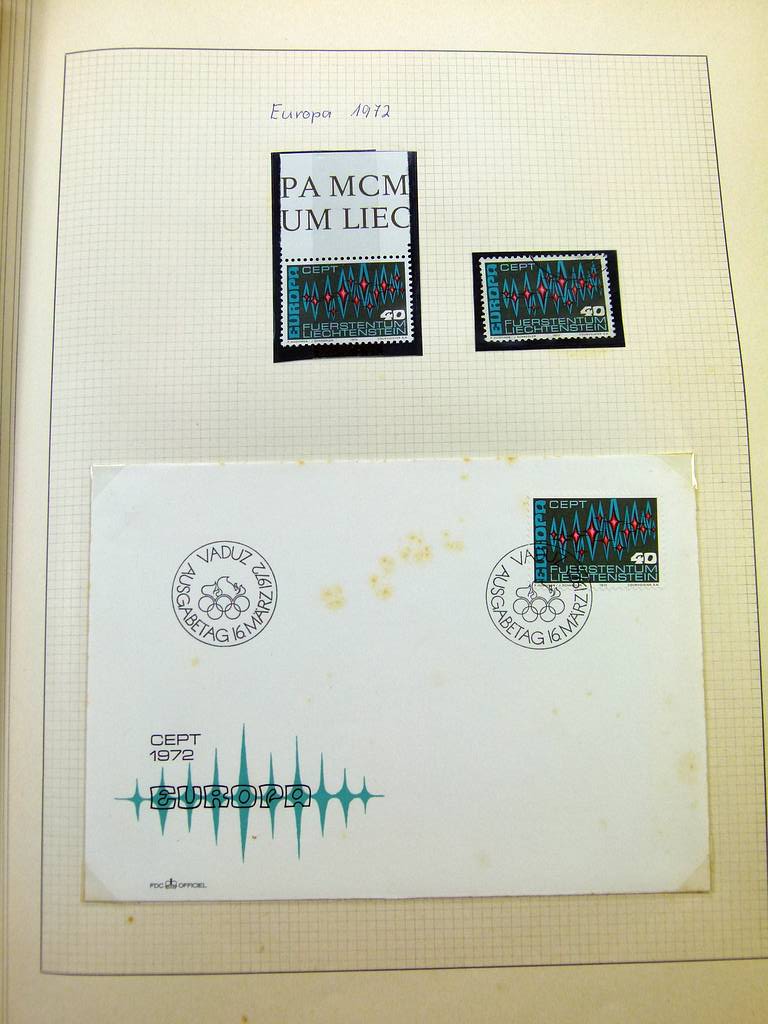 Europa 1972
PA MCM
UM LIEC
EUROPA
CEPT
40
FUERSTENTUM
LIECHTENSTEIN
EUROPA
CEPT
40
FUERSTENTUM
LIECHTENSTEIN
EUROPA
CEPT
40
FUERSTENTUM
LIECHTENSTEIN
VADUZ
AUSGABETAG 16. MÄRZ 1972
VADUZ
AUSGABETAG 16. MÄRZ
CEPT
1972
EUROPA
FDC OFFICIEL